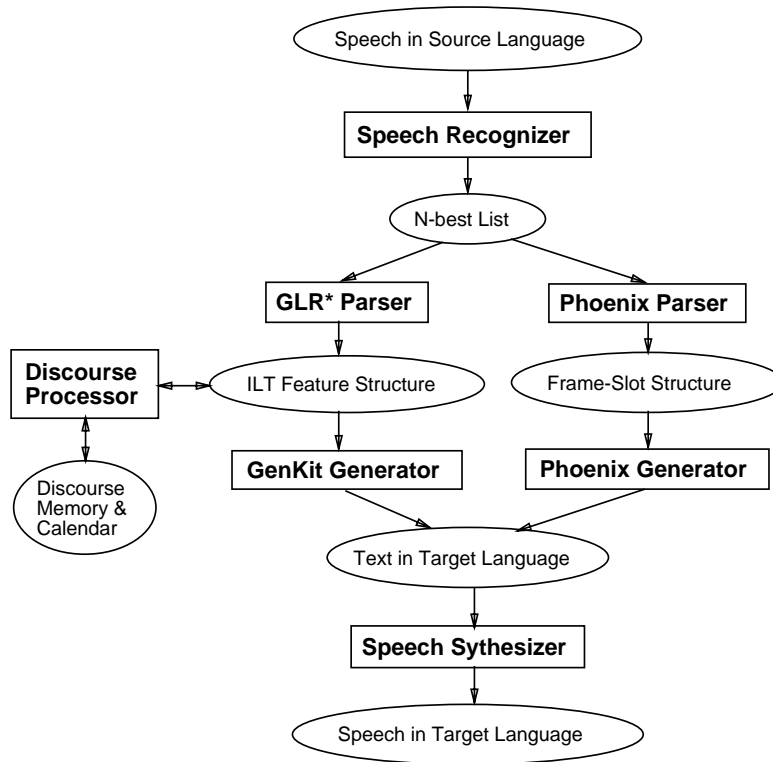 Speech in Source Language
Speech Recognizer
N-best List
GLR* Parser
Phoenix Parser
Discourse
Processor
ILT Feature Structure
Frame-Slot Structure
GenKit Generator
Phoenix Generator
Discourse
Memory &
Calendar
Text in Target Language
Speech Sythesizer
Speech in Target Language